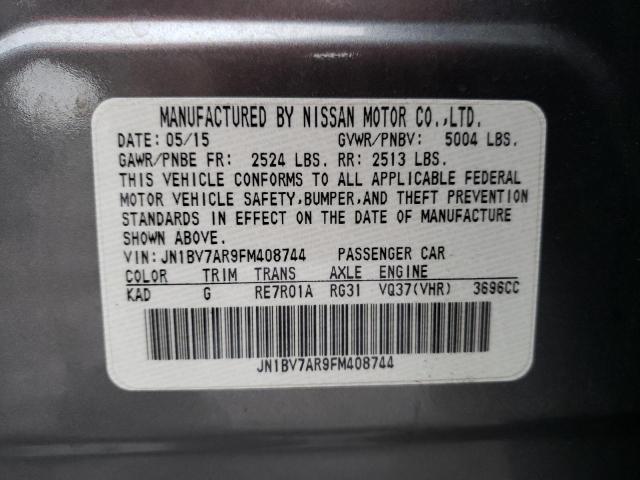 MANUFACTURED BY NISSAN MOTOR CO.,LTD.
DATE: 05/15 GVWR/PNBV: 5004 LBS.
GAWR/PNBE FR: 2524 LBS. RR: 2513 LBS.
THIS VEHICLE CONFORMS TO ALL APPLICABLE FEDERAL
MOTOR VEHICLE SAFETY,BUMPER,AND THEFT PREVENTION
STANDARDS IN EFFECT ON THE DATE OF MANUFACTURE
SHOWN ABOVE.
VIN: JN1BV7AR9FM408744 PASSENGER CAR
COLOR TRIM TRANS AXLE ENGINE
KAD G RE7R01A RG31 VQ37(VHR) 3696CC
JN1BV7AR9FM408744